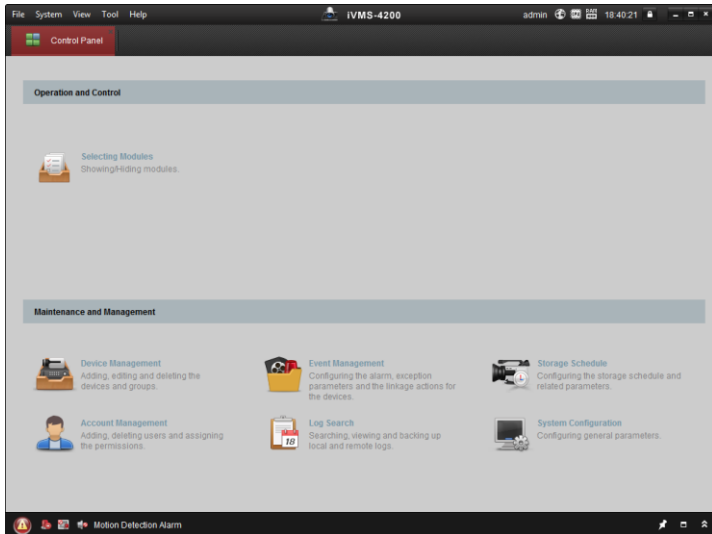 File System View Tool Help iVMS-4200 admin 18:40:21
Control Panel
Operation and Control
Selecting Modules
Showing/Hiding modules.
Maintenance and Management
Device Management
Adding, editing and deleting the
devices and groups.
Event Management
Configuring the alarm, exception
parameters and the linkage actions for
the devices.
Storage Schedule
Configuring the storage schedule and
related parameters.
Account Management
Adding, deleting users and assigning
the permissions.
18
Log Search
Searching, viewing and backing up
local and remote logs.
System Configuration
Configuring general parameters.
Motion Detection Alarm